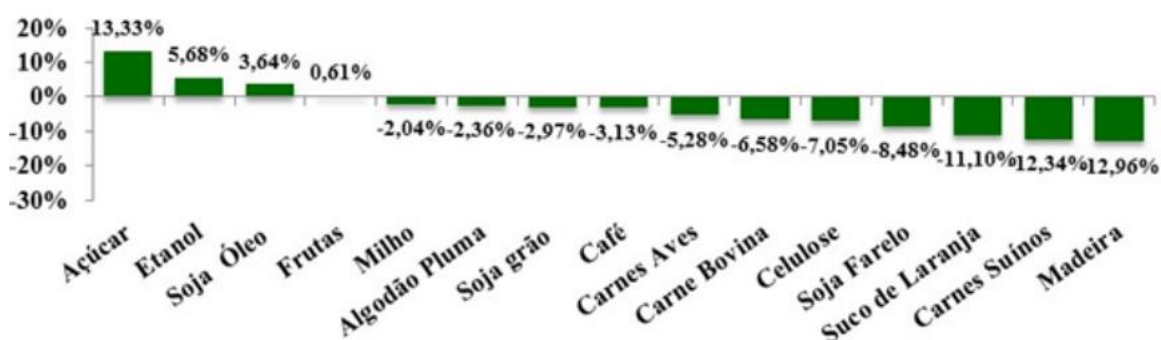 20%
10%
0%
-10%
-20%
-30%
13,33%
5,68%
3,64%
0,61%
-2,04%
-2,36%
-2,97%
-3,13%
-5,28%
-6,58%
-7,05%
-8,48%
-11,10%
12,34%
12,96%
Açúcar
Etanol
Soja Óleo
Frutas
Milho
Algodão Pluma
Soja grão
Café
Carnes Aves
Carne Bovina
Celulose
Soja Farelo
Suco de Laranja
Carnes Suínos
Madeira